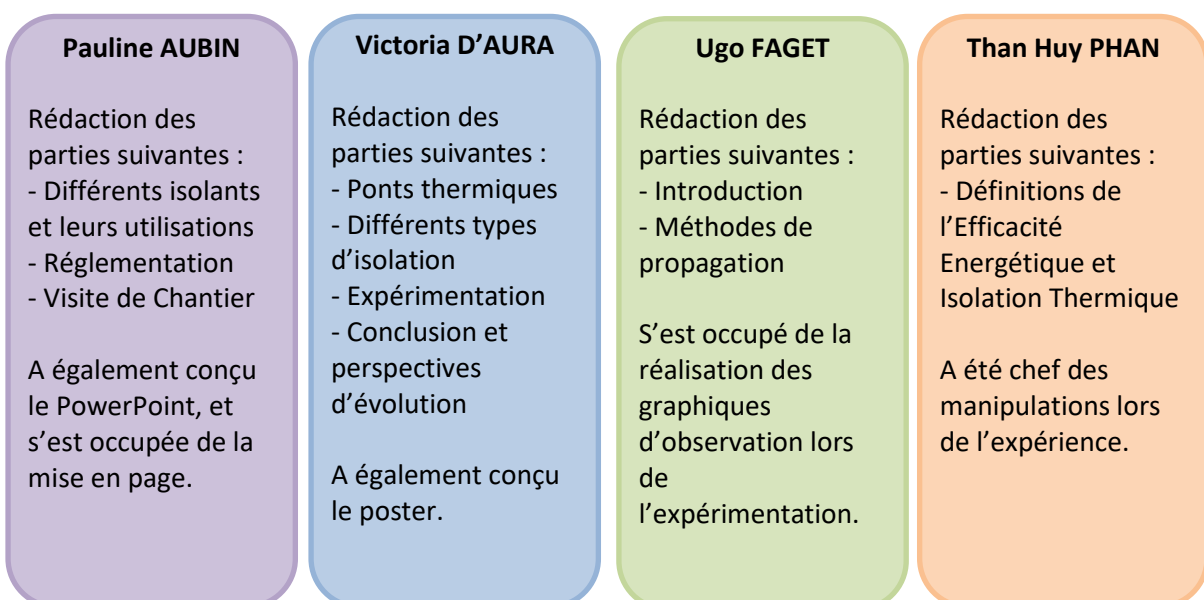 Pauline AUBIN
Rédaction des
parties suivantes :
- Différents isolants
et leurs utilisations
- Réglementation
- Visite de Chantier
A également conçu
le PowerPoint, et
s’est occupée de la
mise en page.
Victoria D’AURA
Rédaction des
parties suivantes :
- Ponts thermiques
- Différents types
d’isolation
- Expérimentation
- Conclusion et
perspectives
d’évolution
A également conçu
le poster.
Ugo FAGET
Rédaction des
parties suivantes :
- Introduction
- Méthodes de
propagation
S’est occupé de la
réalisation des
graphiques
d’observation lors
de
l’expérimentation.
Than Huy PHAN
Rédaction des
parties suivantes :
- Définitions de
l’Efficacité
Energétique et
Isolation Thermique
A été chef des
manipulations lors
de l’expérience.